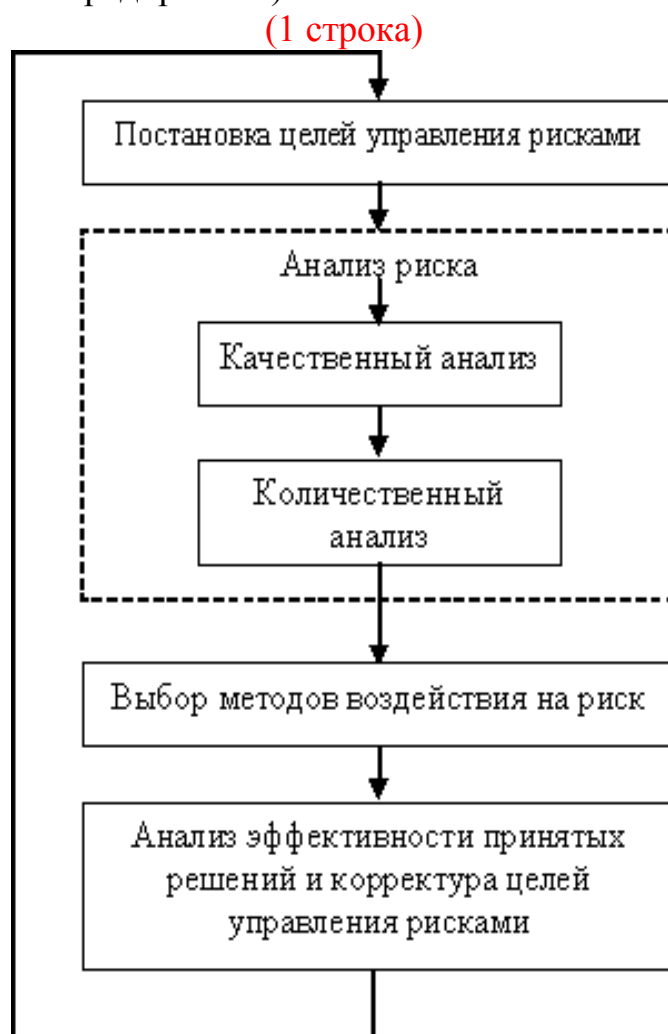 (1 строка)
Постановка целей управления рисками
Анализ риска
Качественный анализ
Количественный
анализ
Выбор методов воздействия на риск
Анализ эффективности принятых
решений и корректура целей
управления рисками